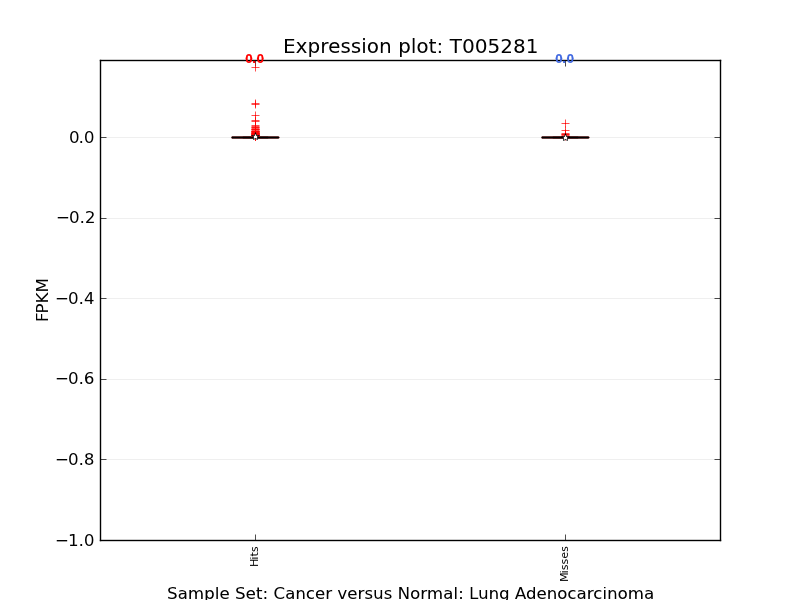 Expression plot: T005281
0.0 0.0
0.0
−0.2
−0.4
−0.6
−0.8
−1.0
FPKM
Hits Misses
Sample Set: Cancer versus Normal: Lung Adenocarcinoma